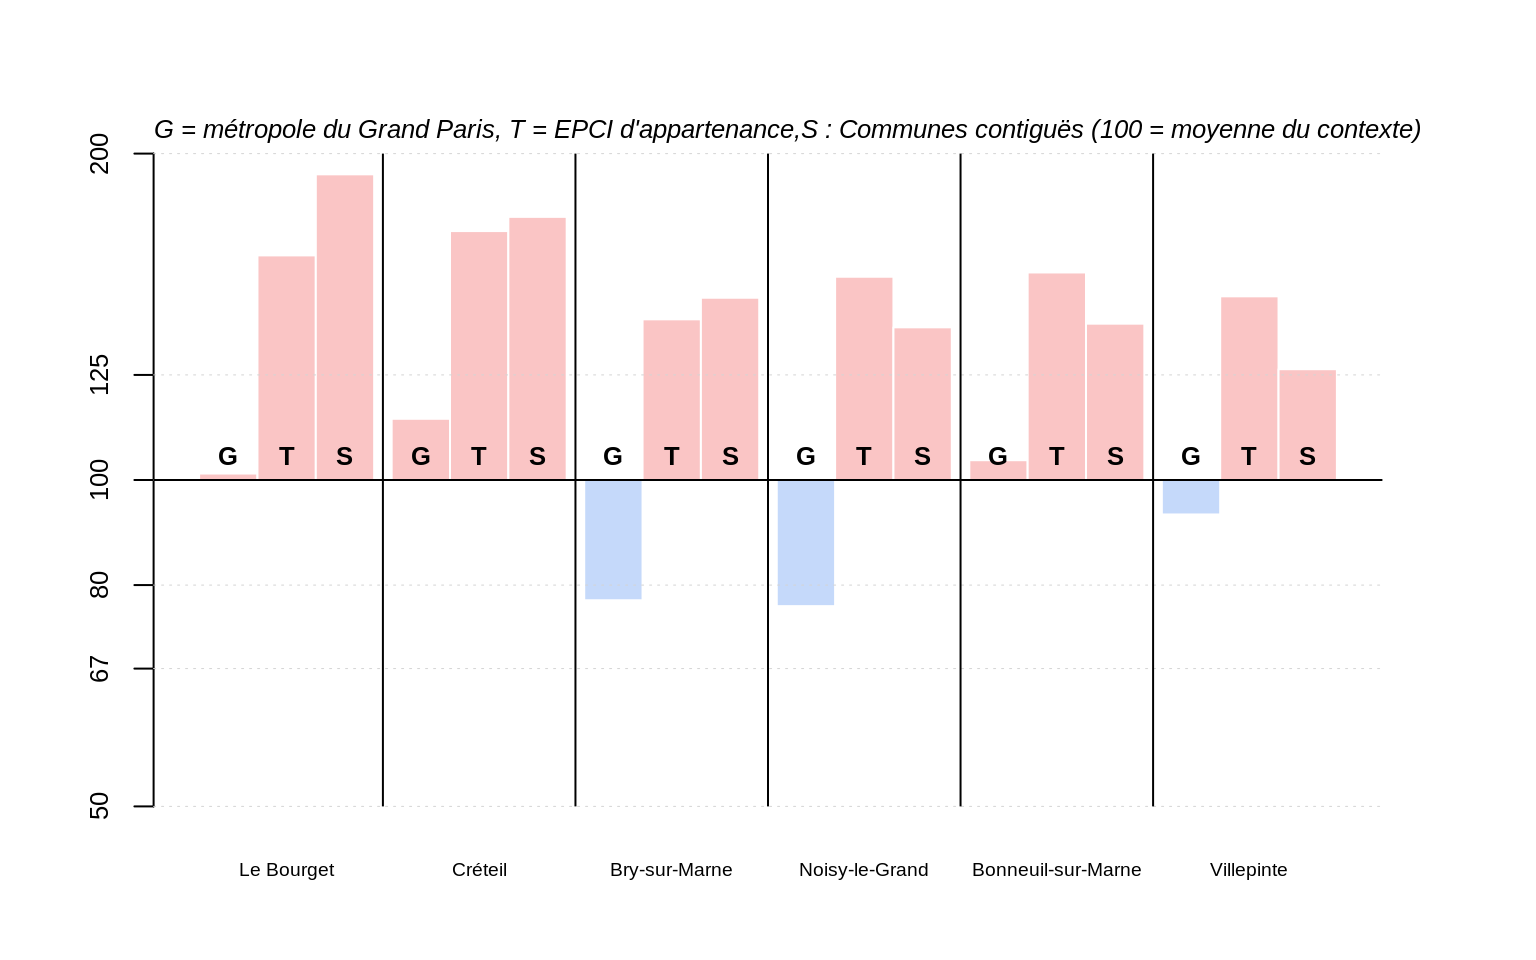 G = métropole du Grand Paris, T = EPCI d'appartenance,S : Communes contiguës (100 = moyenne du contexte)
200
125
100
80
67
50
G T S G T S G T S G T S G T S G T S
Le Bourget Créteil Bry-sur-Marne Noisy-le-Grand Bonneuil-sur-Marne Villepinte